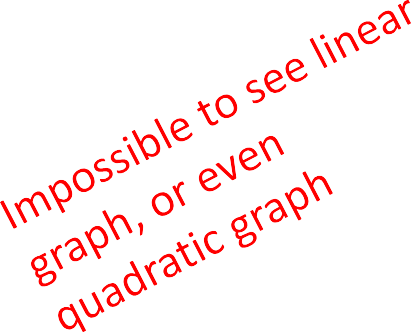 Impossible to see linear
graph, or even
quadratic graph